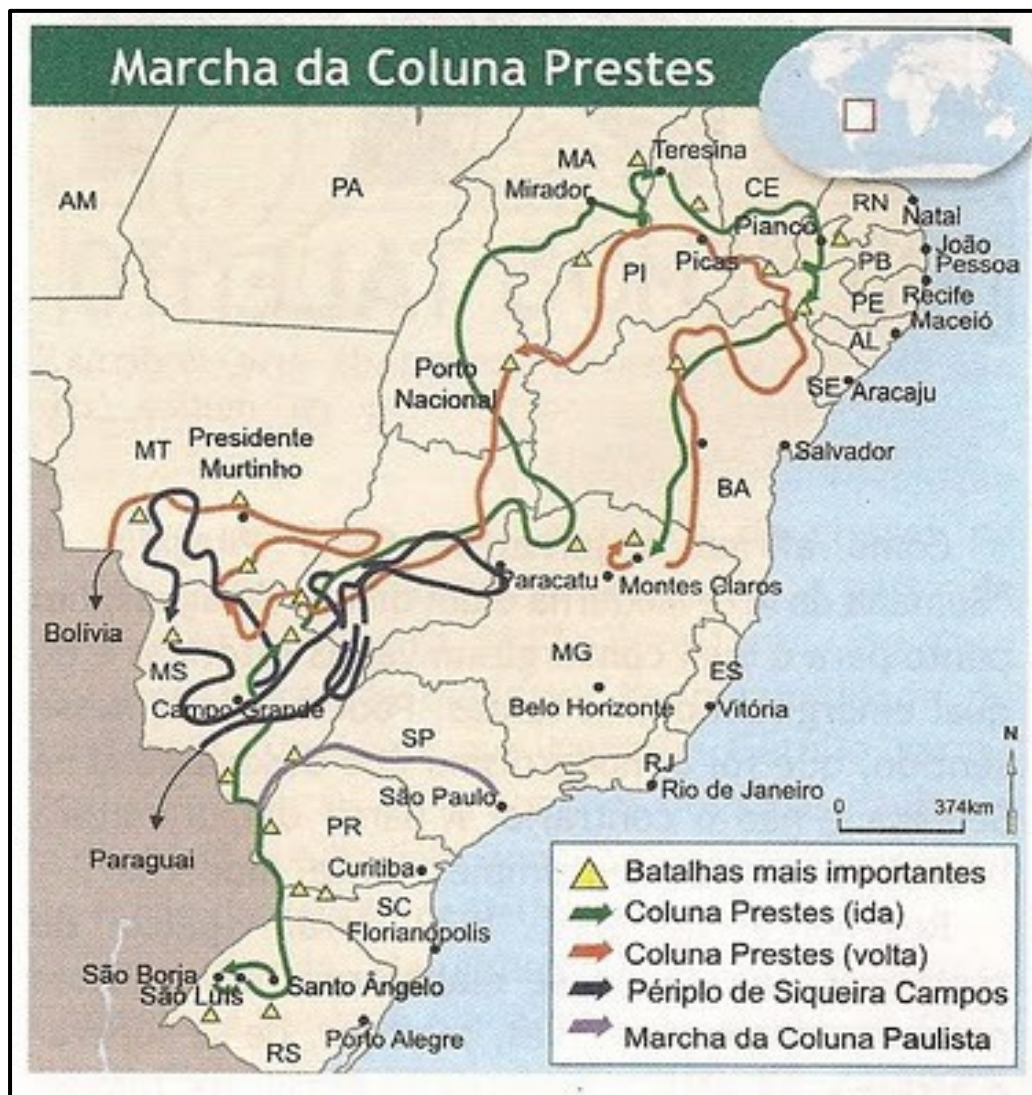 Marcha da Coluna Prestes
AM
PA
MA
Teresina
Mirador
CE
RN
Natal
Piancó
João
Pessoa
PB
PI
Picas
PE
Recife
Maceió
AL
Porto
Nacional
SE
Aracaju
MT
Presidente
Murtinho
Salvador
BA
Paracatu
Montes Claros
Bolívia
MS
MG
ES
Campo Grande
Belo Horizonte
Vitória
N
SP
RJ
Rio de Janeiro
São Paulo
0 374km
PR
Paraguai
Curitiba
SC
Florianópolis
São Borja
São Luís
Santo Ângelo
Porto Alegre
RS
Batalhas mais importantes
Coluna Prestes (ida)
Coluna Prestes (volta)
Périplo de Siqueira Campos
Marcha da Coluna Paulista